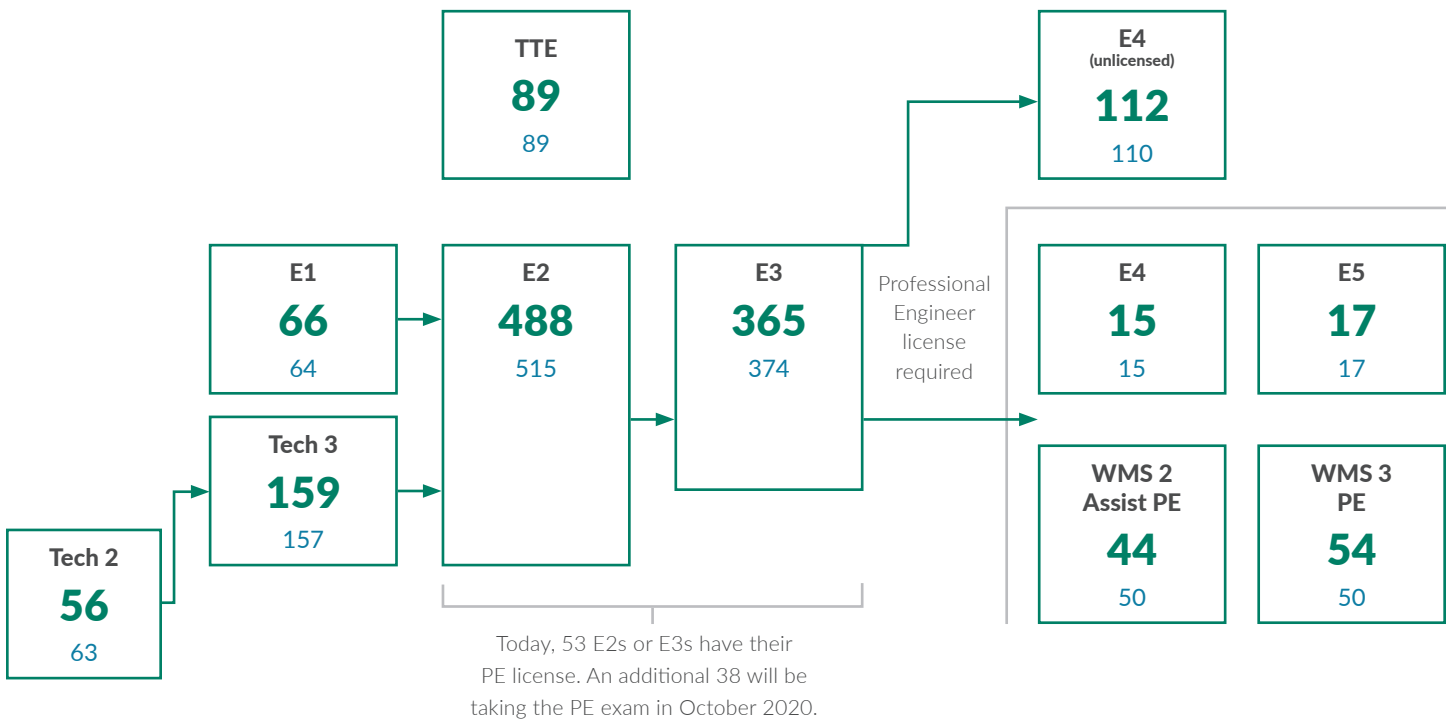 TTE
89
89
E4
(unlicensed)
112
110
E1
66
64
E2
488
515
E3
365
374
Professional
Engineer
license
required
E4
15
15
E5
17
17
Tech 3
159
157
WMS 2
Assist PE
44
50
WMS 3
PE
54
50
Tech 2
56
63
Today, 53 E2s or E3s have their
PE license. An additional 38 will be
taking the PE exam in October 2020.